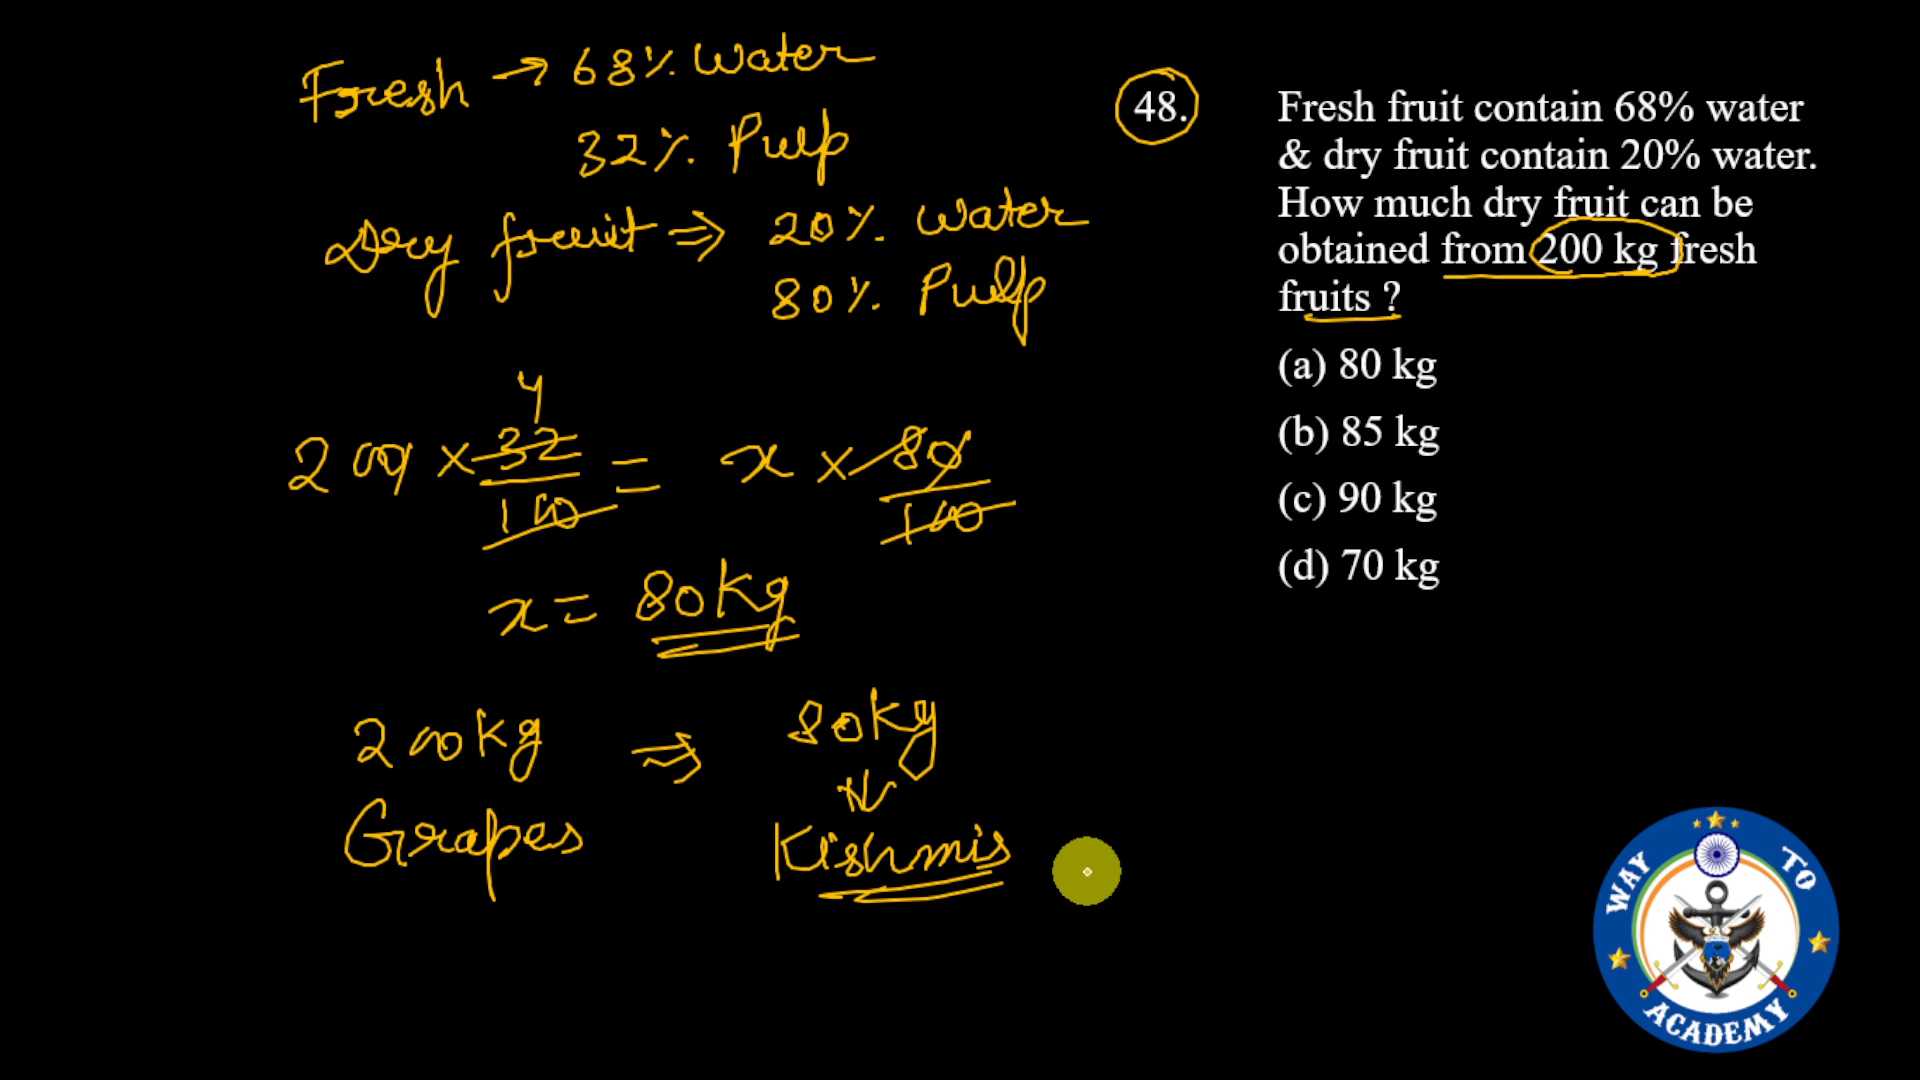 Fresh → 68% Water
32% Pulp
Dry fruit ⇒ 20% Water
80% Pulp
4
200 × 32/100 = x × 80/100
x = 80Kg
200Kg ⇒ 80Kg
⇓
Grapes Kishmis
48. Fresh fruit contain 68% water
& dry fruit contain 20% water.
How much dry fruit can be
obtained from 200 kg fresh
fruits ?
(a) 80 kg
(b) 85 kg
(c) 90 kg
(d) 70 kg
WAY TO
ACADEMY